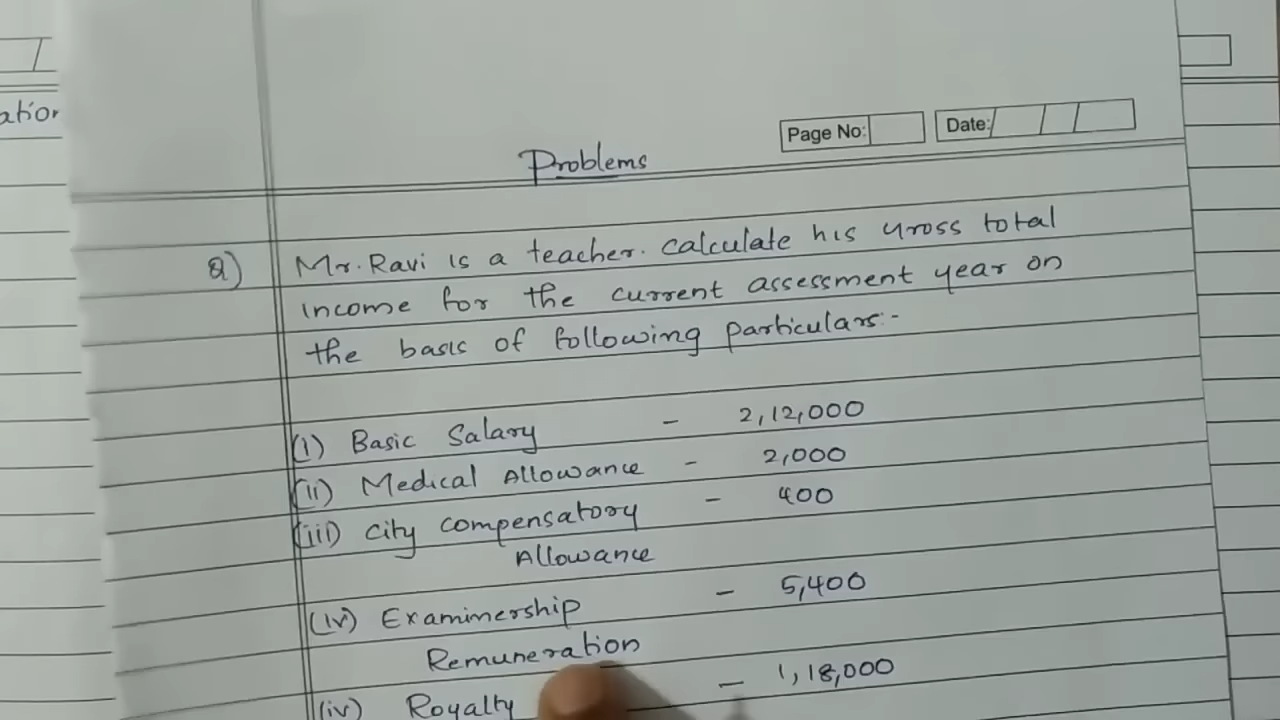 ation
Page No:
Date:
Problems
Q) Mr. Ravi is a teacher. Calculate his Gross total
income for the current assessment year on
the basis of following particulars:-
(i) Basic Salary - 2,12,000
(ii) Medical Allowance - 2,000
(iii) City compensatory - 400
Allowance
(iv) Examinership - 5,400
Remuneration
(iv) Royalty - 1,18,000